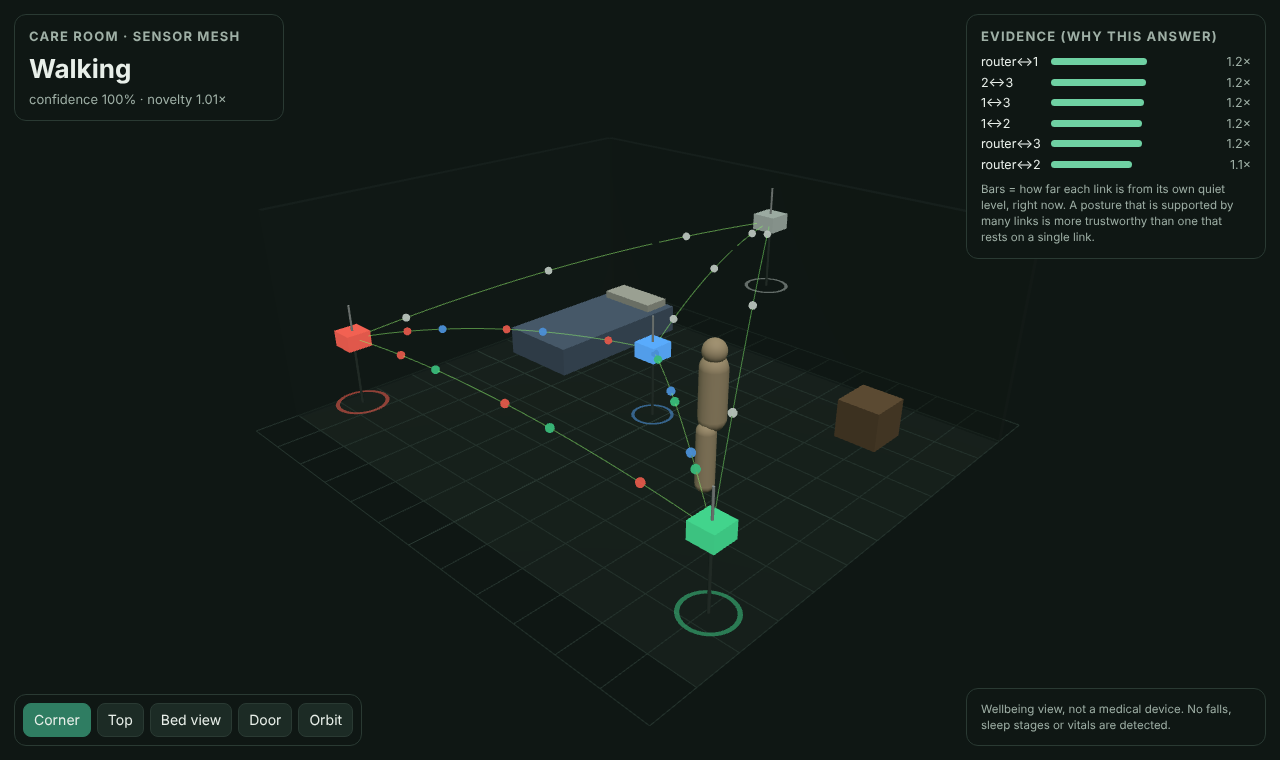 CARE ROOM · SENSOR MESH
Walking
confidence 100% · novelty 1.01×
EVIDENCE (WHY THIS ANSWER)
router↔1 1.2×
2↔3 1.2×
1↔3 1.2×
1↔2 1.2×
router↔3 1.2×
router↔2 1.1×
Bars = how far each link is from its own quiet
level, right now. A posture that is supported by
many links is more trustworthy than one that
rests on a single link.
Corner Top Bed view Door Orbit
Wellbeing view, not a medical device. No falls,
sleep stages or vitals are detected.